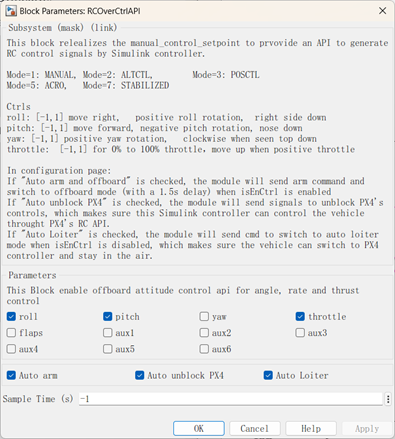 Block Parameters: RCOverCtrlAPI
Subsystem (mask) (link)
This block relealizes the manual_control_setpoint to prvovide an API to generate
RC control signals by Simulink controller.
Mode=1: MANUAL, Mode=2: ALTCTL, Mode=3: POSCTL
Mode=5: ACRO, Mode=7: STABILIZED
Ctrls
roll: [-1,1] move right, positive roll rotation, right side down
pitch: [-1,1] move forward, negative pitch rotation, nose down
yaw: [-1,1] positive yaw rotation, clockwise when seen top down
throttle: [-1,1] for 0% to 100% throttle, move up when positive throttle
In configuration page:
If "Auto arm and offboard" is checked, the module will send arm command and
switch to offboard mode (with a 1.5s delay) when isEnCtrl is enabled
If "Auto unblock PX4" is checked, the module will send signals to unblock PX4's
controls, which makes sure this Simulink controller can control the vehicle
throught PX4's RC API.
If "Auto Loiter" is checked, the module will send cmd to switch to auto loiter
mode when isEnCtrl is disabled, which makes sure the vehicle can switch to PX4
controller and stay in the air.
Parameters
This Block enable offboard attitude control api for angle, rate and thrust
control
roll pitch yaw throttle
flaps aux1 aux2 aux3
aux4 aux5 aux6
Auto arm Auto unblock PX4 Auto Loiter
Sample Time (s) -1
OK Cancel Help Apply